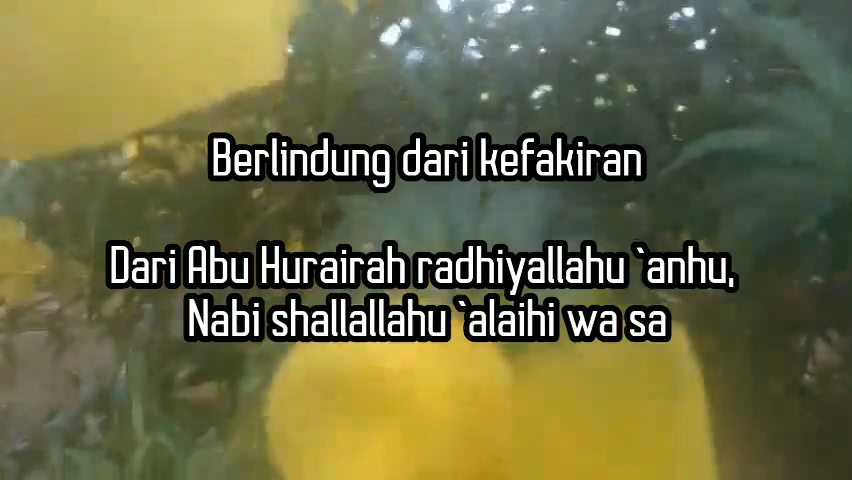 Berlindung dari kefakiran
Dari Abu Hurairah radhiyallahu `anhu,
Nabi shallallahu `alaihi wa sa